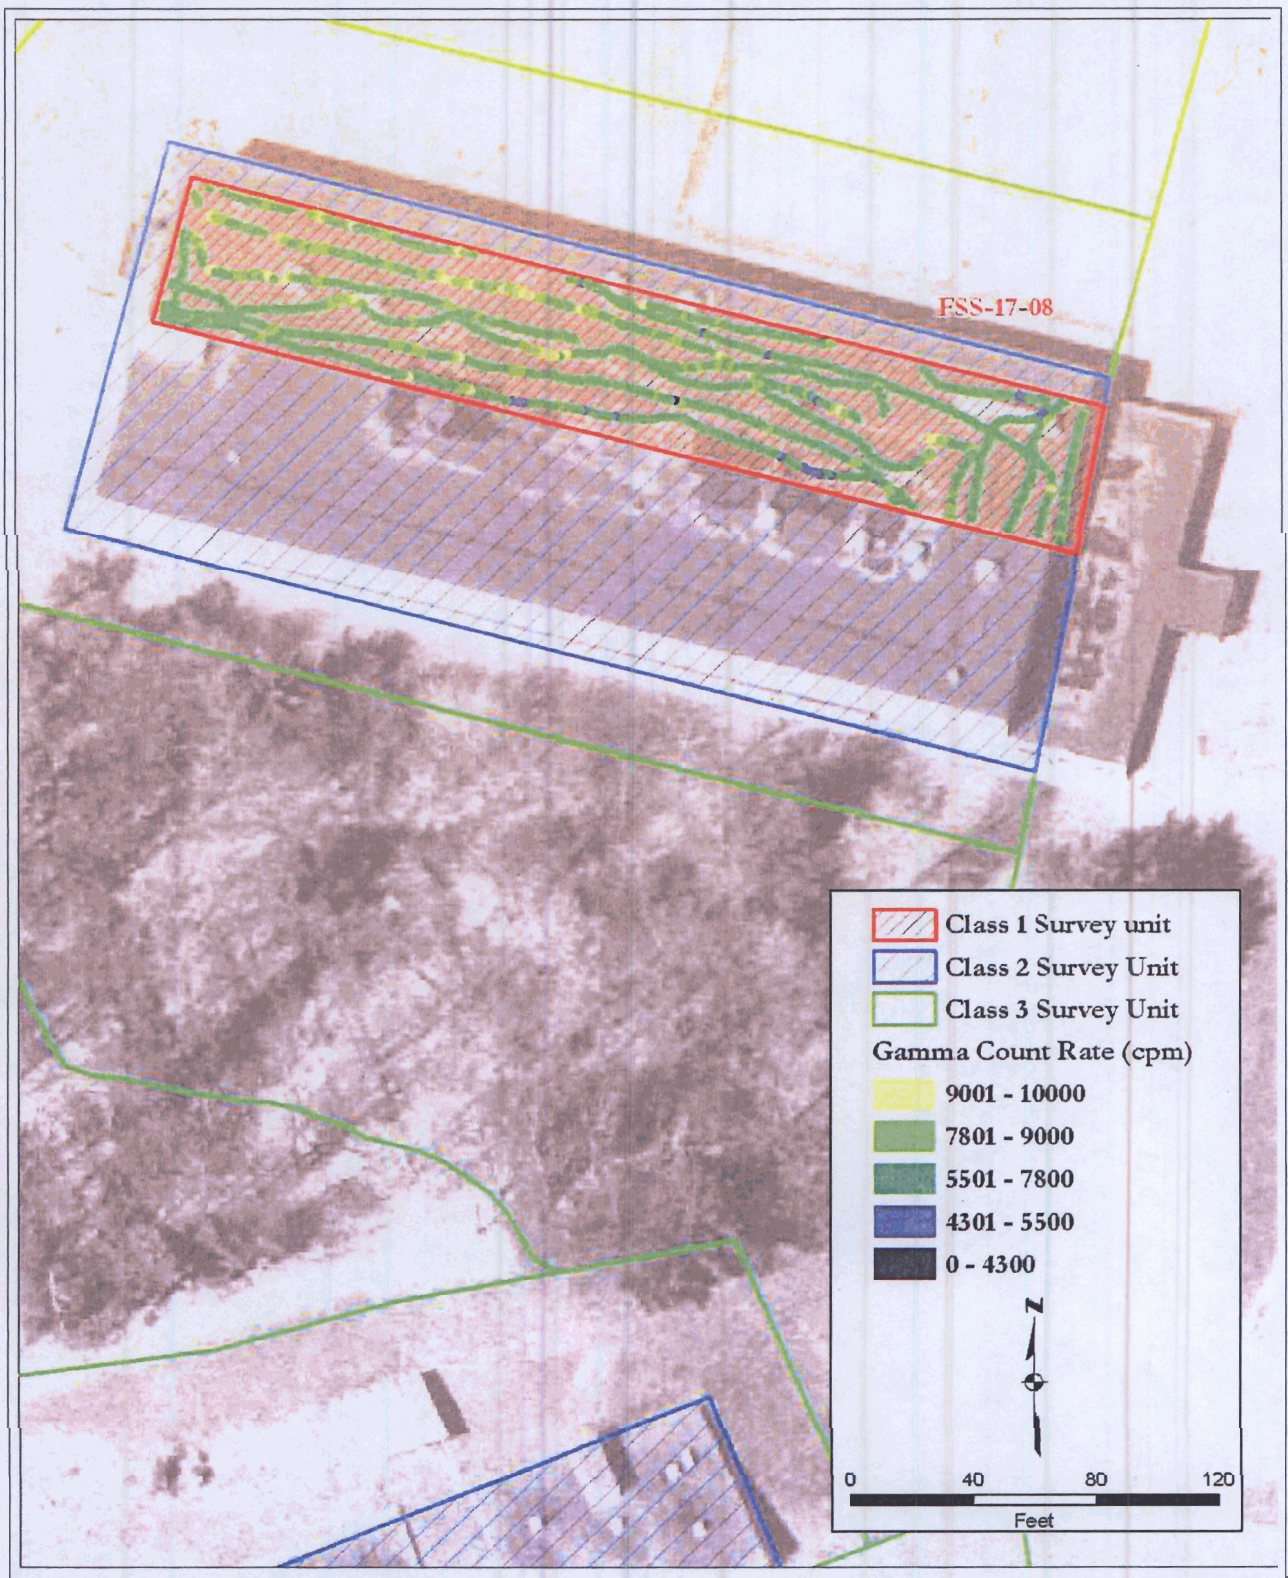 FSS-17-08
Class 1 Survey unit
Class 2 Survey Unit
Class 3 Survey Unit
Gamma Count Rate (cpm)
9001 - 10000
7801 - 9000
5501 - 7800
4301 - 5500
0 - 4300
N
0 40 80 120
Feet